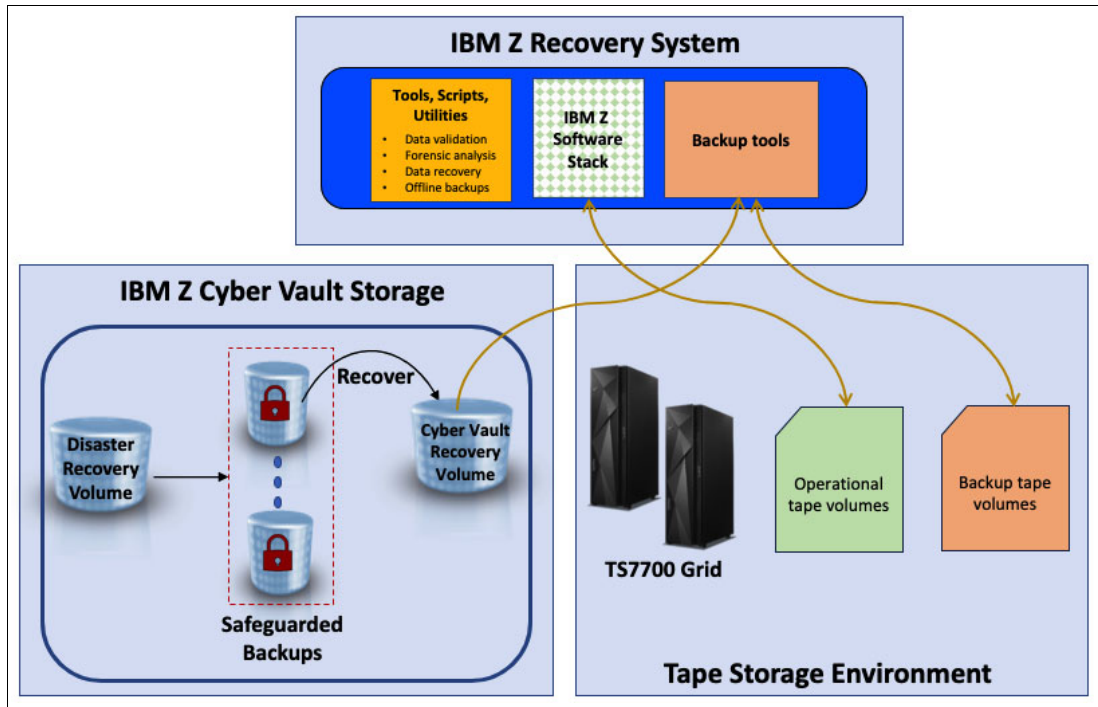 IBM Z Recovery System
Tools, Scripts,
Utilities
• Data validation
• Forensic analysis
• Data recovery
• Offline backups
IBM Z
Software
Stack
Backup tools
IBM Z Cyber Vault Storage
Disaster
Recovery
Volume
Recover
Cyber Vault
Recovery
Volume
Safeguarded
Backups
TS7700 Grid
Operational
tape volumes
Backup tape
volumes
Tape Storage Environment